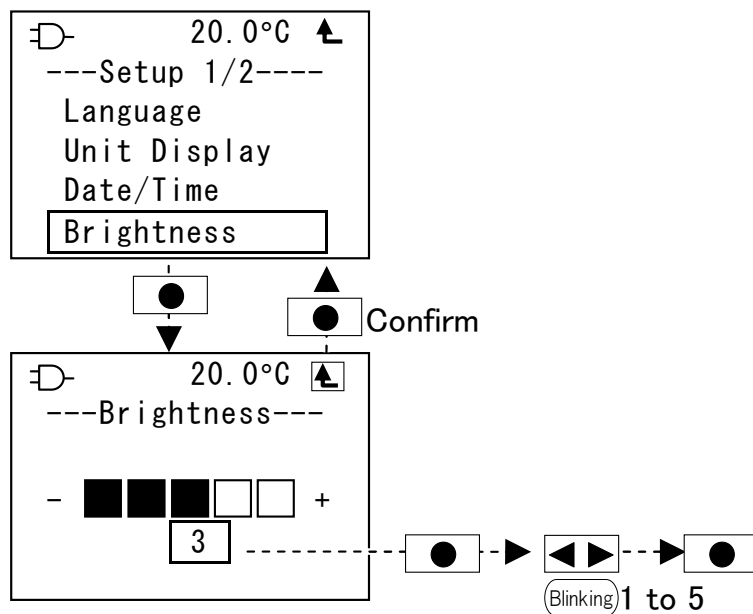 20.0°C
---Setup 1/2----
Language
Unit Display
Date/Time
Brightness
Confirm
20.0°C
---Brightness---
- +
3
Blinking 1 to 5